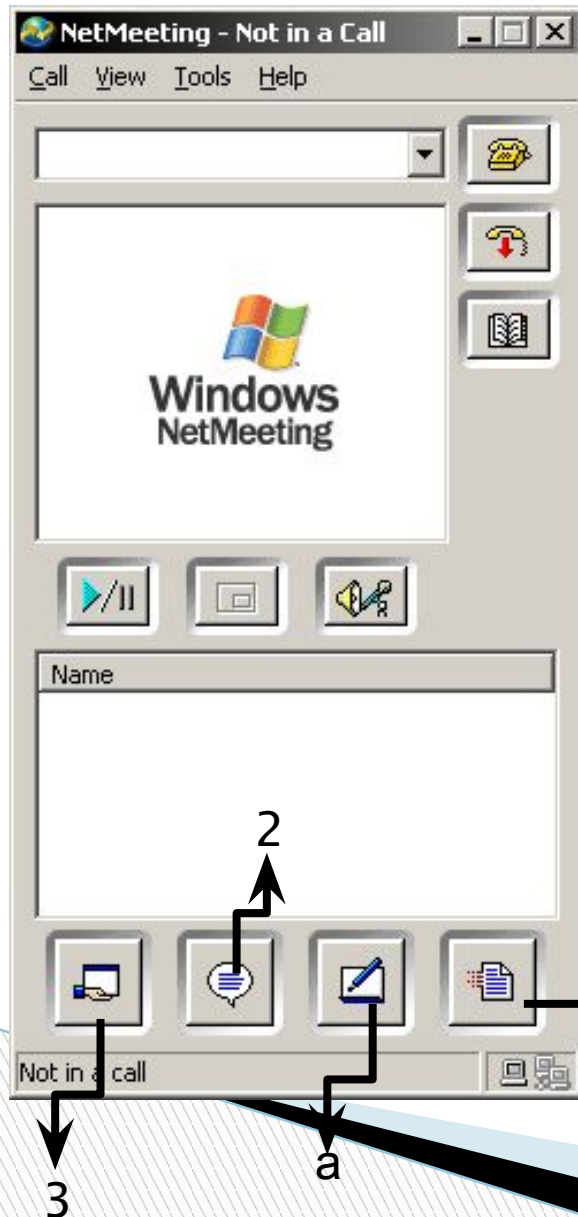 NetMeeting - Not in a Call
Call View Tools Help
Windows
NetMeeting
Name
2
Not in a call
a
3